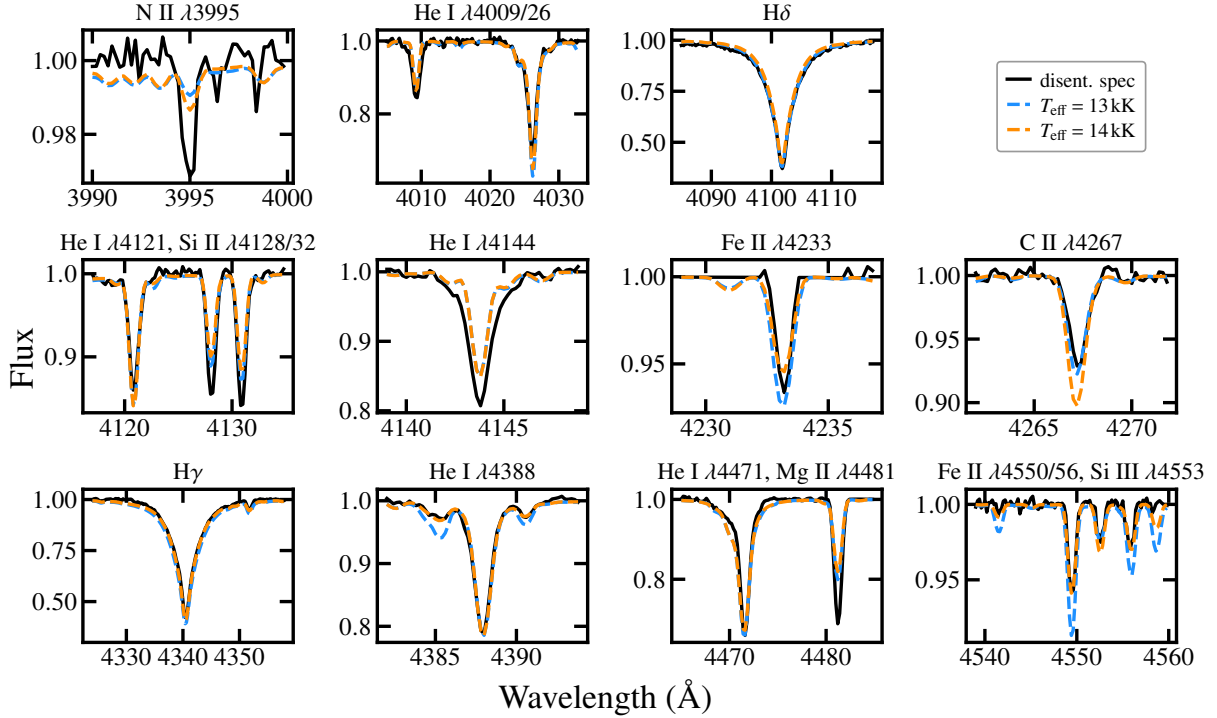 N II λ3995
He I λ4009/26
Hδ
1.00
0.98
3990 3995 4000
1.0
0.8
4010 4020 4030
1.00
0.75
0.50
4090 4100 4110
disent. spec
T_eff = 13 kK
T_eff = 14 kK
He I λ4121, Si II λ4128/32
He I λ4144
Fe II λ4233
C II λ4267
1.0
0.9
4120 4130
1.0
0.9
0.8
4140 4145
1.00
0.95
4230 4235
1.00
0.95
0.90
4265 4270
Flux
Hγ
He I λ4388
He I λ4471, Mg II λ4481
Fe II λ4550/56, Si III λ4553
1.00
0.75
0.50
4330 4340 4350
1.0
0.9
0.8
4385 4390
1.0
0.8
4470 4480
1.00
0.95
4540 4550 4560
Wavelength (Å)